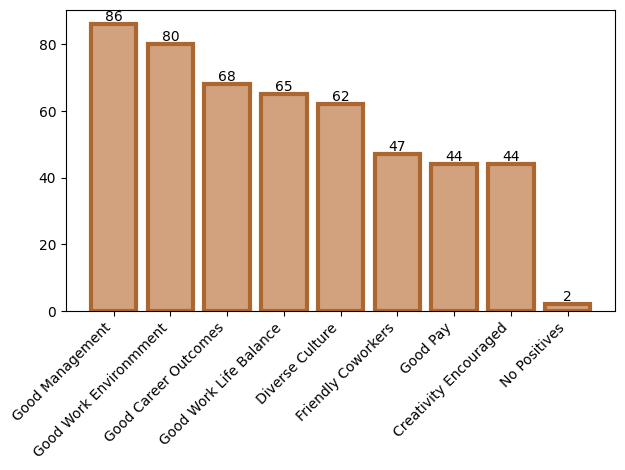 86
80
68
65
62
47
44
44
2
80
60
40
20
0
Good Management
Good Work Environmment
Good Career Outcomes
Good Work Life Balance
Diverse Culture
Friendly Coworkers
Good Pay
Creativity Encouraged
No Positives